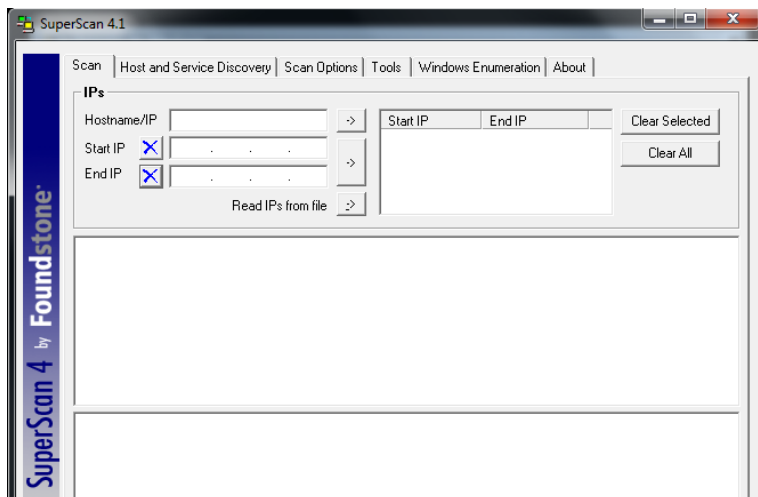 SuperScan 4.1
Scan Host and Service Discovery Scan Options Tools Windows Enumeration About
IPs
Hostname/IP -> Start IP End IP Clear Selected
Start IP X . . . -> Clear All
End IP X . . .
Read IPs from file ->
SuperScan 4 by Foundstone